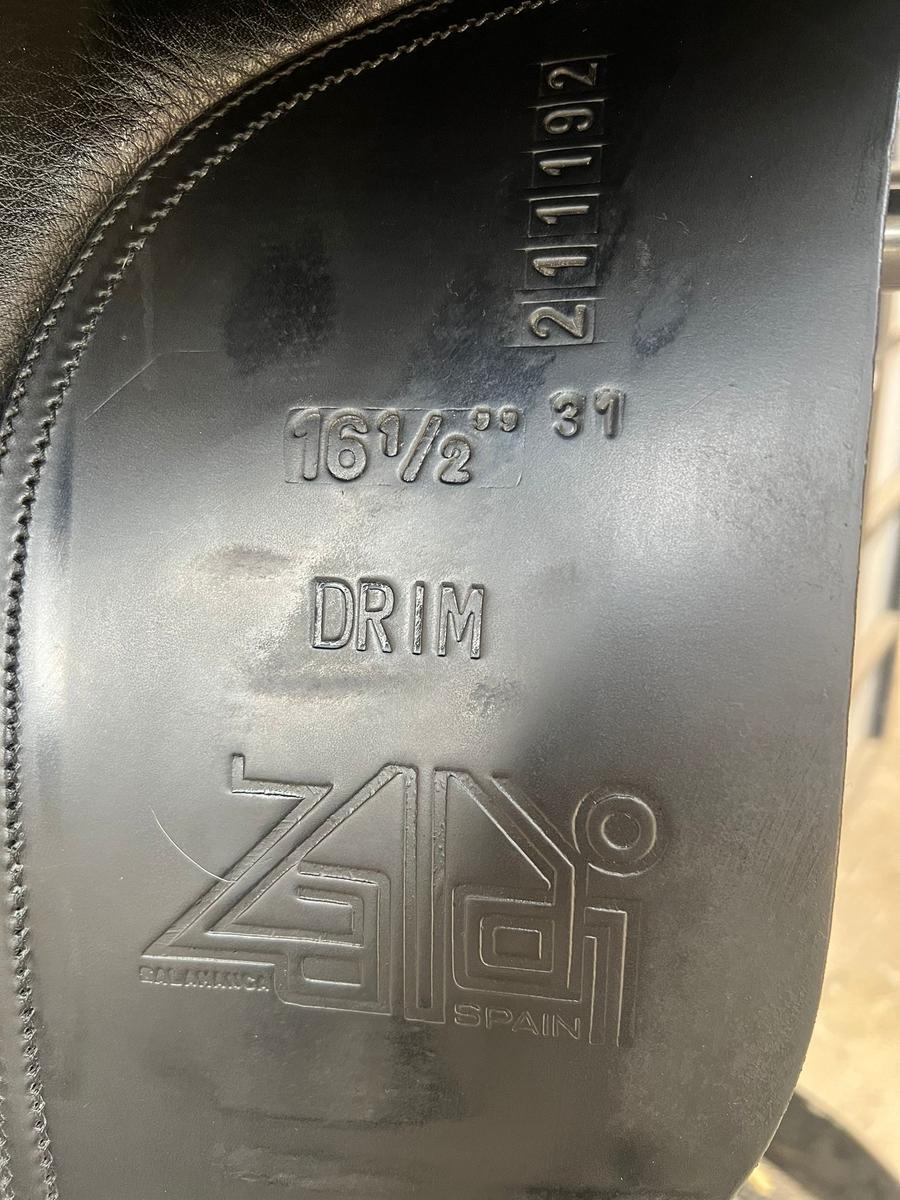 211192
16½” 31
DRIM
Zaldi
SALAMANCA
SPAIN